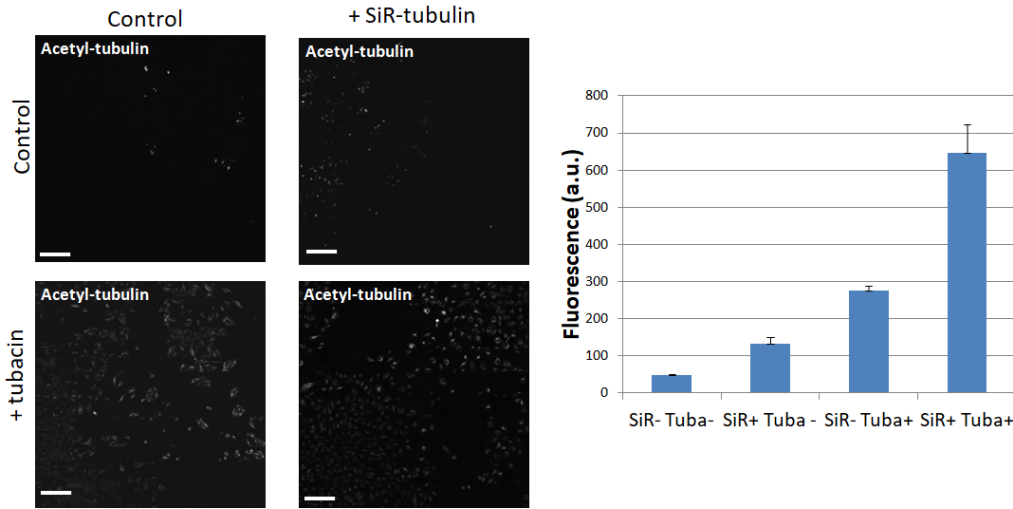 Control
+ SiR-tubulin
Control
Acetyl-tubulin
Acetyl-tubulin
+ tubacin
Acetyl-tubulin
Acetyl-tubulin
Fluorescence (a.u.)
800
700
600
500
400
300
200
100
0
SiR- Tuba- SiR+ Tuba - SiR- Tuba+ SiR+ Tuba+